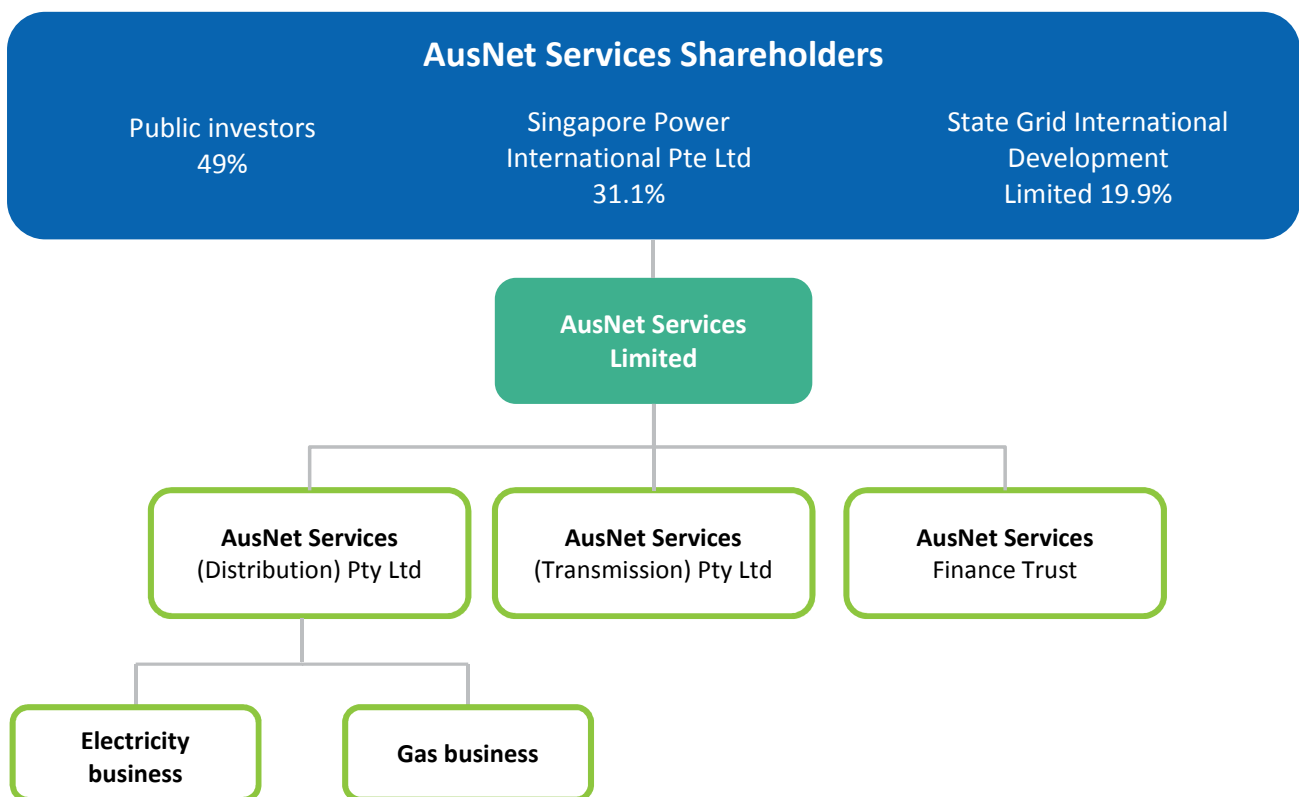 AusNet Services Shareholders
Public investors
49%
Singapore Power
International Pte Ltd
31.1%
State Grid International
Development
Limited 19.9%
AusNet Services
Limited
AusNet Services
(Distribution) Pty Ltd
AusNet Services
(Transmission) Pty Ltd
AusNet Services
Finance Trust
Electricity
business
Gas business